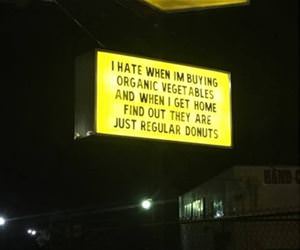 I HATE WHEN IM BUYING
ORGANIC VEGETABLES
AND WHEN I GET HOME
FIND OUT THEY ARE
JUST REGULAR DONUTS